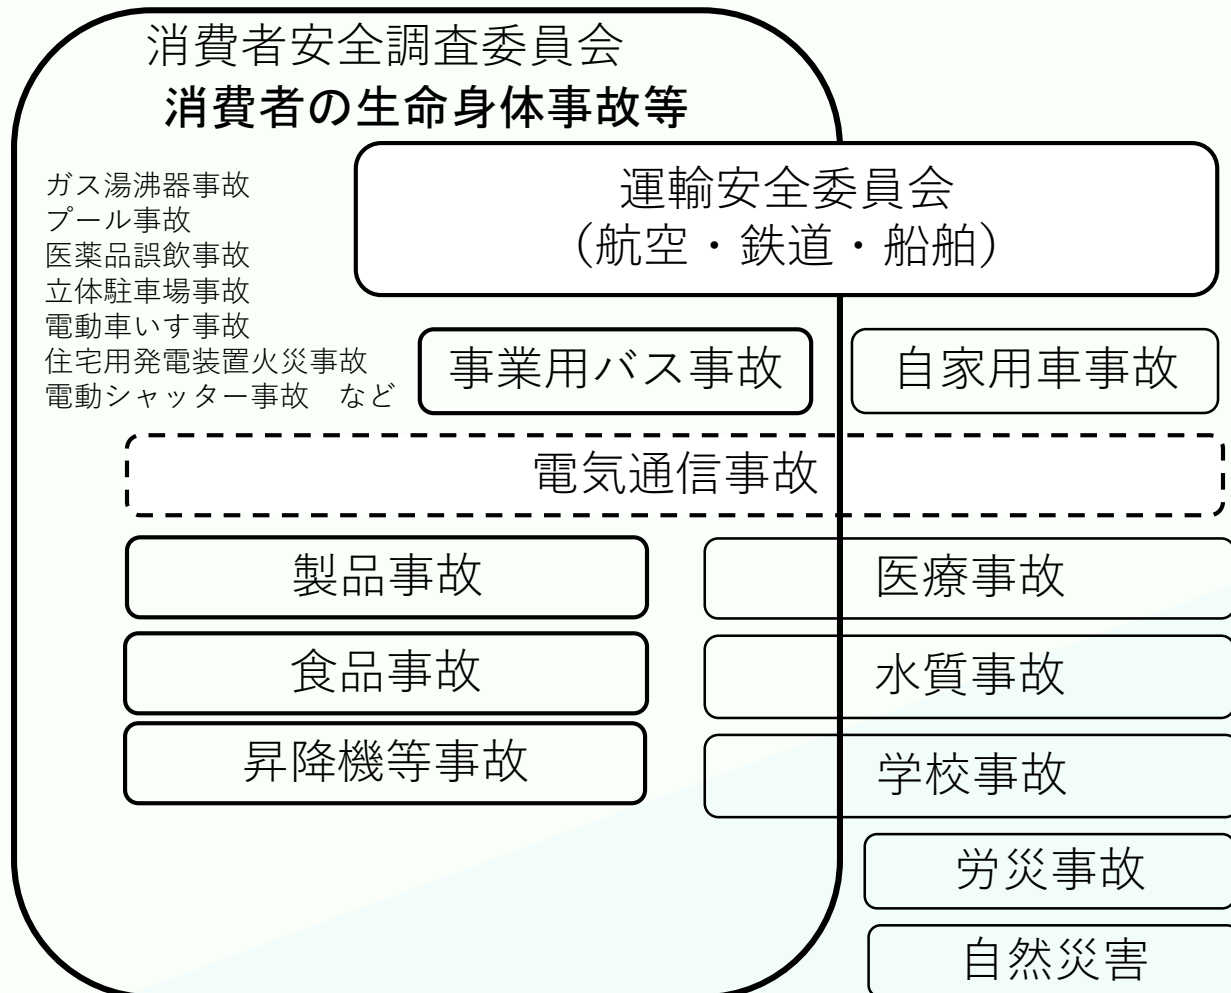 消費者安全調査委員会
消費者の生命身体事故等
ガス湯沸器事故
プール事故
医薬品誤飲事故
立体駐車場事故
電動車いす事故
住宅用発電装置火災事故
電動シャッター事故　など
運輸安全委員会
（航空・鉄道・船舶）
事業用バス事故
自家用車事故
電気通信事故
製品事故
医療事故
食品事故
水質事故
昇降機等事故
学校事故
労災事故
自然災害